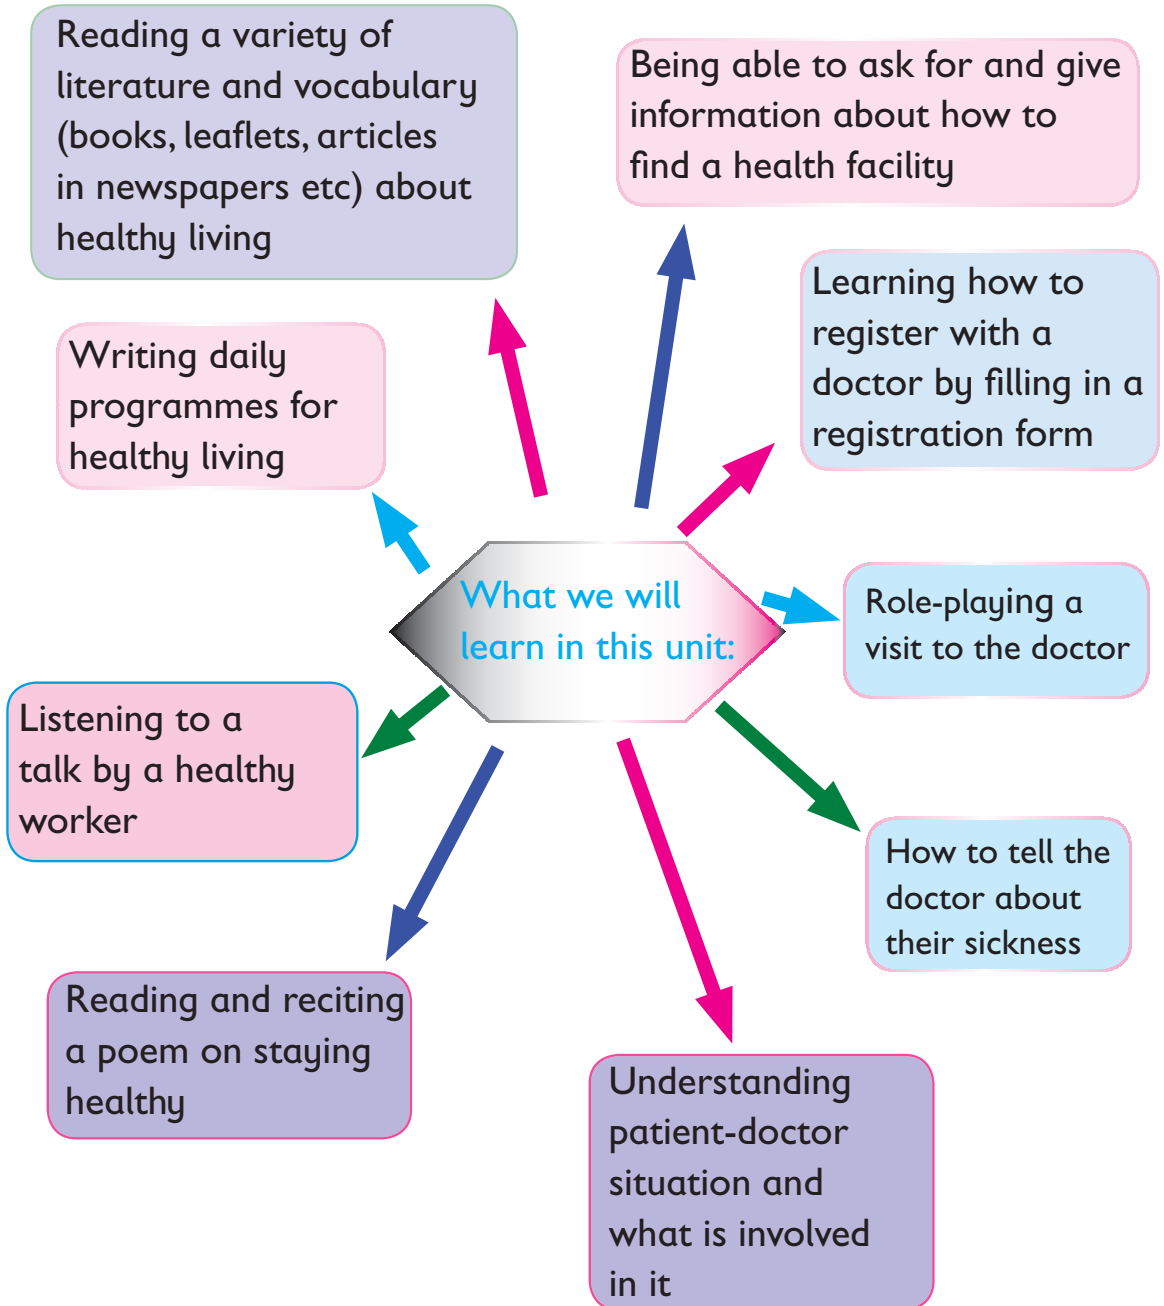 Reading a variety of
literature and vocabulary
(books, leaflets, articles
in newspapers etc) about
healthy living
Being able to ask for and give
information about how to
find a health facility
Learning how to
register with a
doctor by filling in a
registration form
Writing daily
programmes for
healthy living
What we will
learn in this unit:
Role-playing a
visit to the doctor
Listening to a
talk by a healthy
worker
How to tell the
doctor about
their sickness
Reading and reciting
a poem on staying
healthy
Understanding
patient-doctor
situation and
what is involved
in it